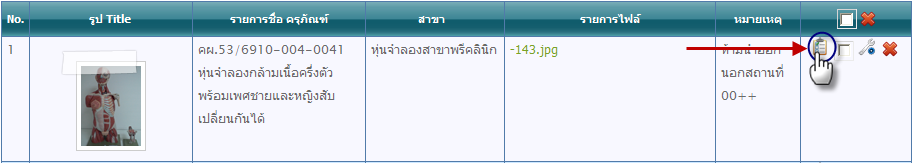 No. รูป Title รายการชื่อ ครุภัณฑ์ สาขา รายการไฟล์ หมายเหตุ
1 คผ.53/6910-004-0041 หุ่นจำลองสาขาพรีคลินิก -143.jpg ห้ามนำออก
หุ่นจำลองกล้ามเนื้อครึ่งตัว นอกสถานที่
พร้อมเพศชายและหญิงสับ 00++
เปลี่ยนกันได้